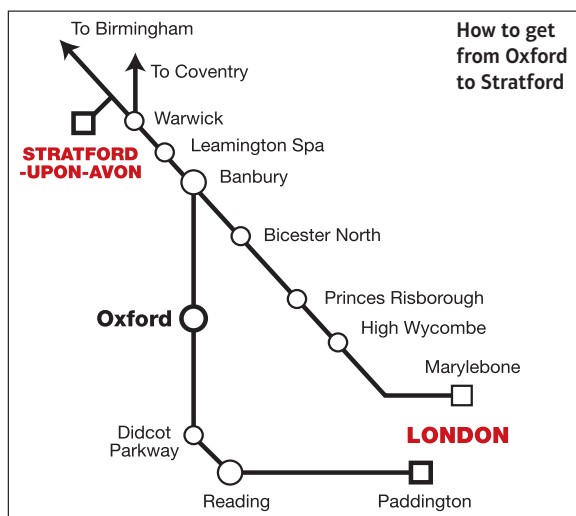 To Birmingham
How to get
from Oxford
to Stratford
To Coventry
Warwick
STRATFORD
-UPON-AVON
Leamington Spa
Banbury
Bicester North
Princes Risborough
Oxford
High Wycombe
Marylebone
Didcot
Parkway
LONDON
Reading
Paddington